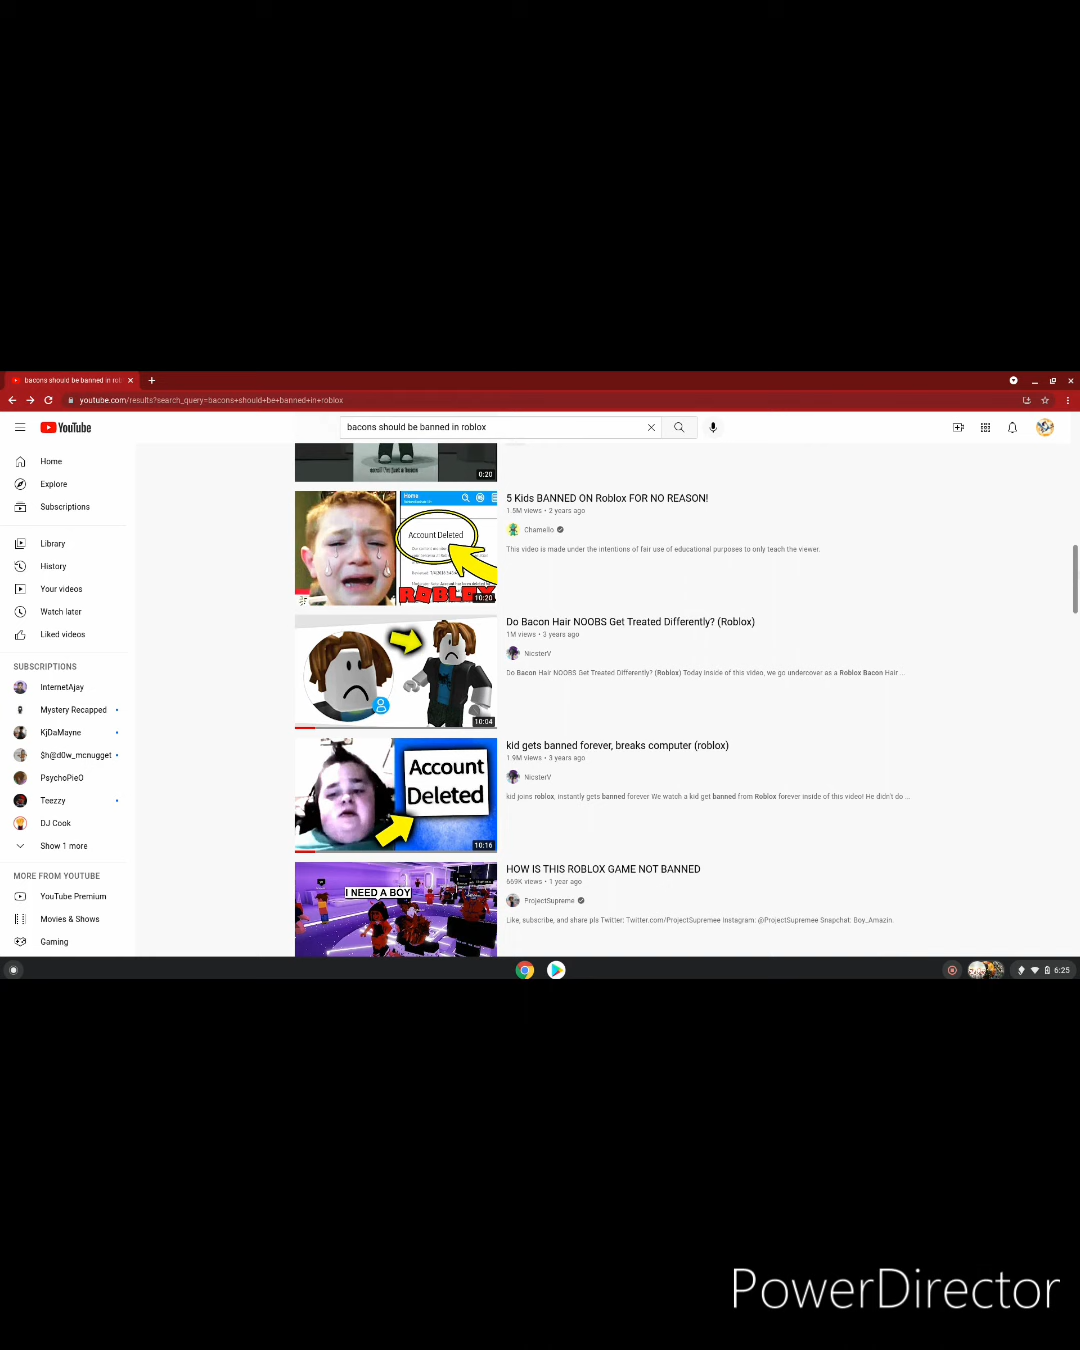 bacons should be banned in rob
youtube.com/results?search_query=bacons+should+be+banned+in+roblox
YouTube
bacons should be banned in roblox
Home
Explore
Subscriptions
Library
History
Your videos
Watch later
Liked videos
SUBSCRIPTIONS
InternetAjay
Mystery Recapped
KjDaMayne
$h@d0w_mcnugget
PsychoPieO
Teezzy
DJ Cook
Show 1 more
MORE FROM YOUTUBE
YouTube Premium
Movies & Shows
Gaming
0:20
Home
Account Deleted
ROBLOX
10:20
5 Kids BANNED ON Roblox FOR NO REASON!
1.5M views • 2 years ago
Chamello
This video is made under the intentions of fair use of educational purposes to only teach the viewer.
10:04
Do Bacon Hair NOOBS Get Treated Differently? (Roblox)
1M views • 3 years ago
NicsterV
Do Bacon Hair NOOBS Get Treated Differently? (Roblox) Today inside of this video, we go undercover as a Roblox Bacon Hair ...
Account
Deleted
10:16
kid gets banned forever, breaks computer (roblox)
1.9M views • 3 years ago
NicsterV
kid joins roblox, instantly gets banned forever We watch a kid get banned from Roblox forever inside of this video! He didn't do ...
I NEED A BOY
HOW IS THIS ROBLOX GAME NOT BANNED
669K views • 1 year ago
ProjectSupreme
Like, subscribe, and share pls Twitter: Twitter.com/ProjectSupremee Instagram: @ProjectSupremee Snapchat: Boy_Amazin.
6:25
PowerDirector